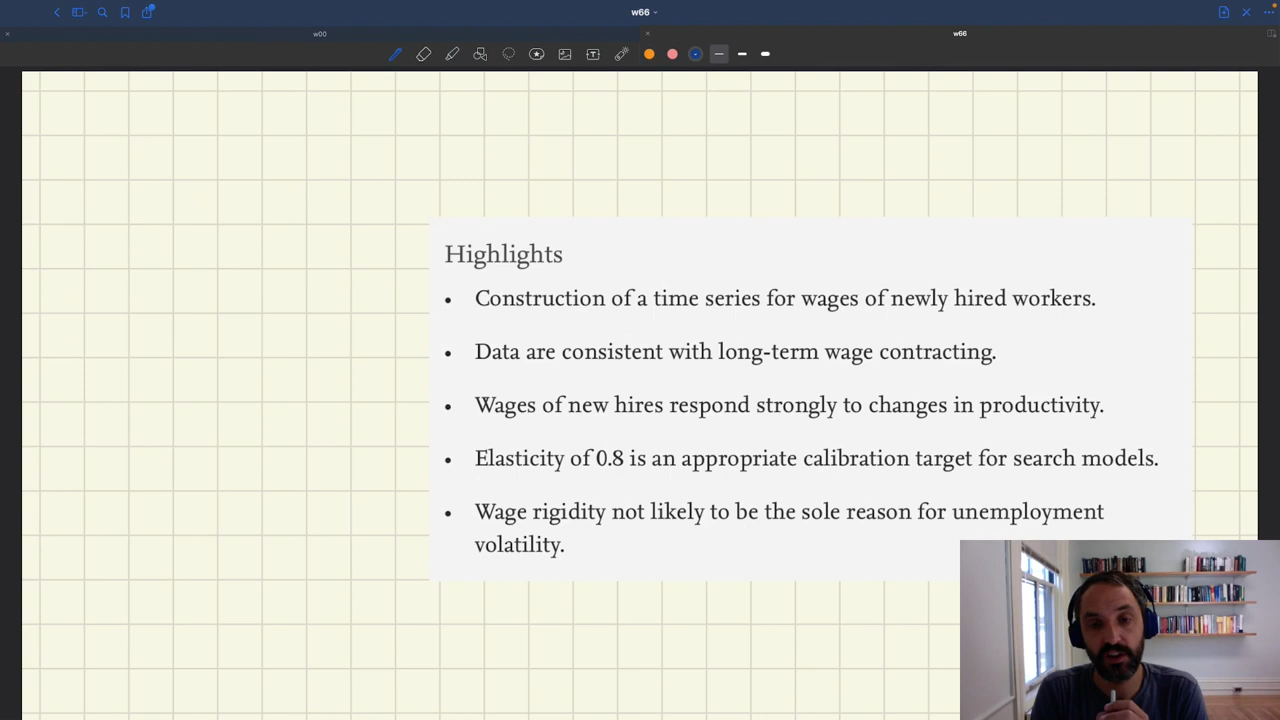 w66
w00
w66
Highlights
• Construction of a time series for wages of newly hired workers.
• Data are consistent with long-term wage contracting.
• Wages of new hires respond strongly to changes in productivity.
• Elasticity of 0.8 is an appropriate calibration target for search models.
• Wage rigidity not likely to be the sole reason for unemployment
volatility.